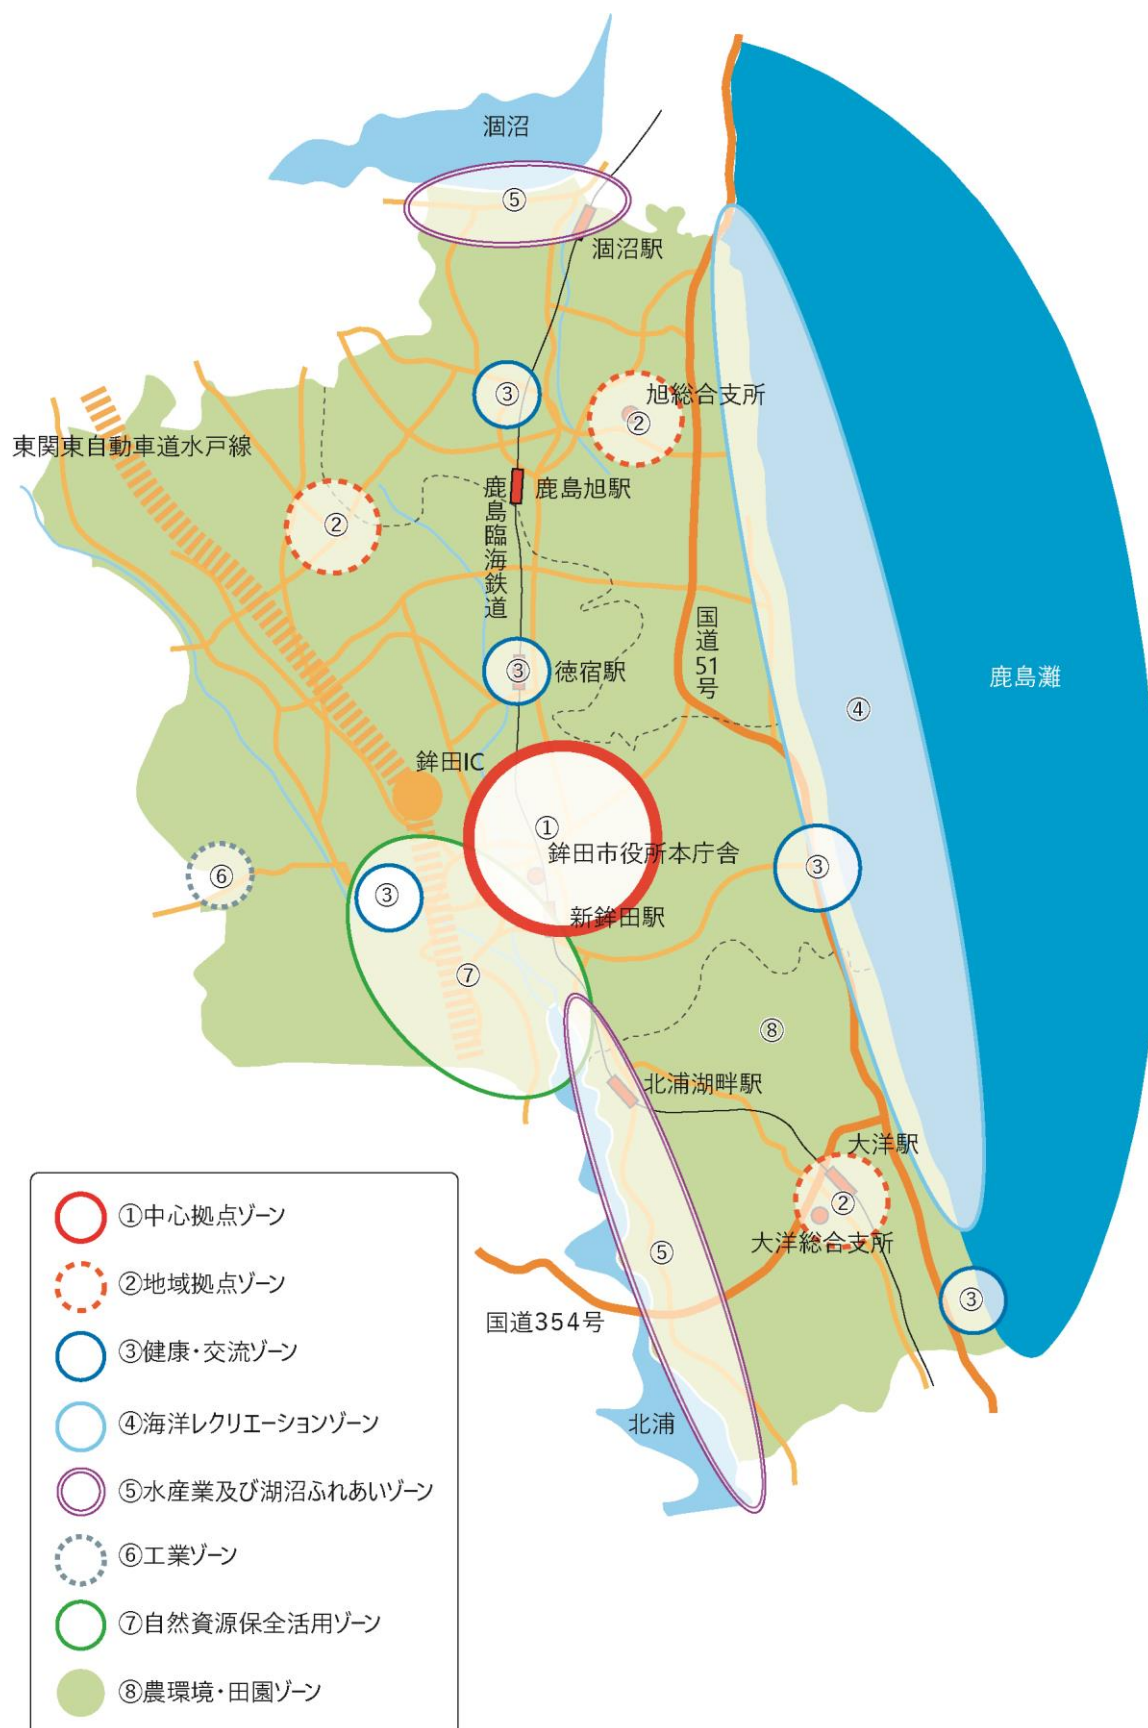 涸沼
⑤
涸沼駅
③
旭総合支所
②
東関東自動車道水戸線
鹿島旭駅
鹿島臨海鉄道
②
国道51号
③
徳宿駅
鹿島灘
④
鉾田IC
①
鉾田市役所本庁舎
⑥
③
③
新鉾田駅
⑦
⑧
北浦湖畔駅
大洋駅
②
大洋総合支所
⑤
③
国道354号
北浦
①中心拠点ゾーン
②地域拠点ゾーン
③健康・交流ゾーン
④海洋レクリエーションゾーン
⑤水産業及び湖沼ふれあいゾーン
⑥工業ゾーン
⑦自然資源保全活用ゾーン
⑧農環境・田園ゾーン